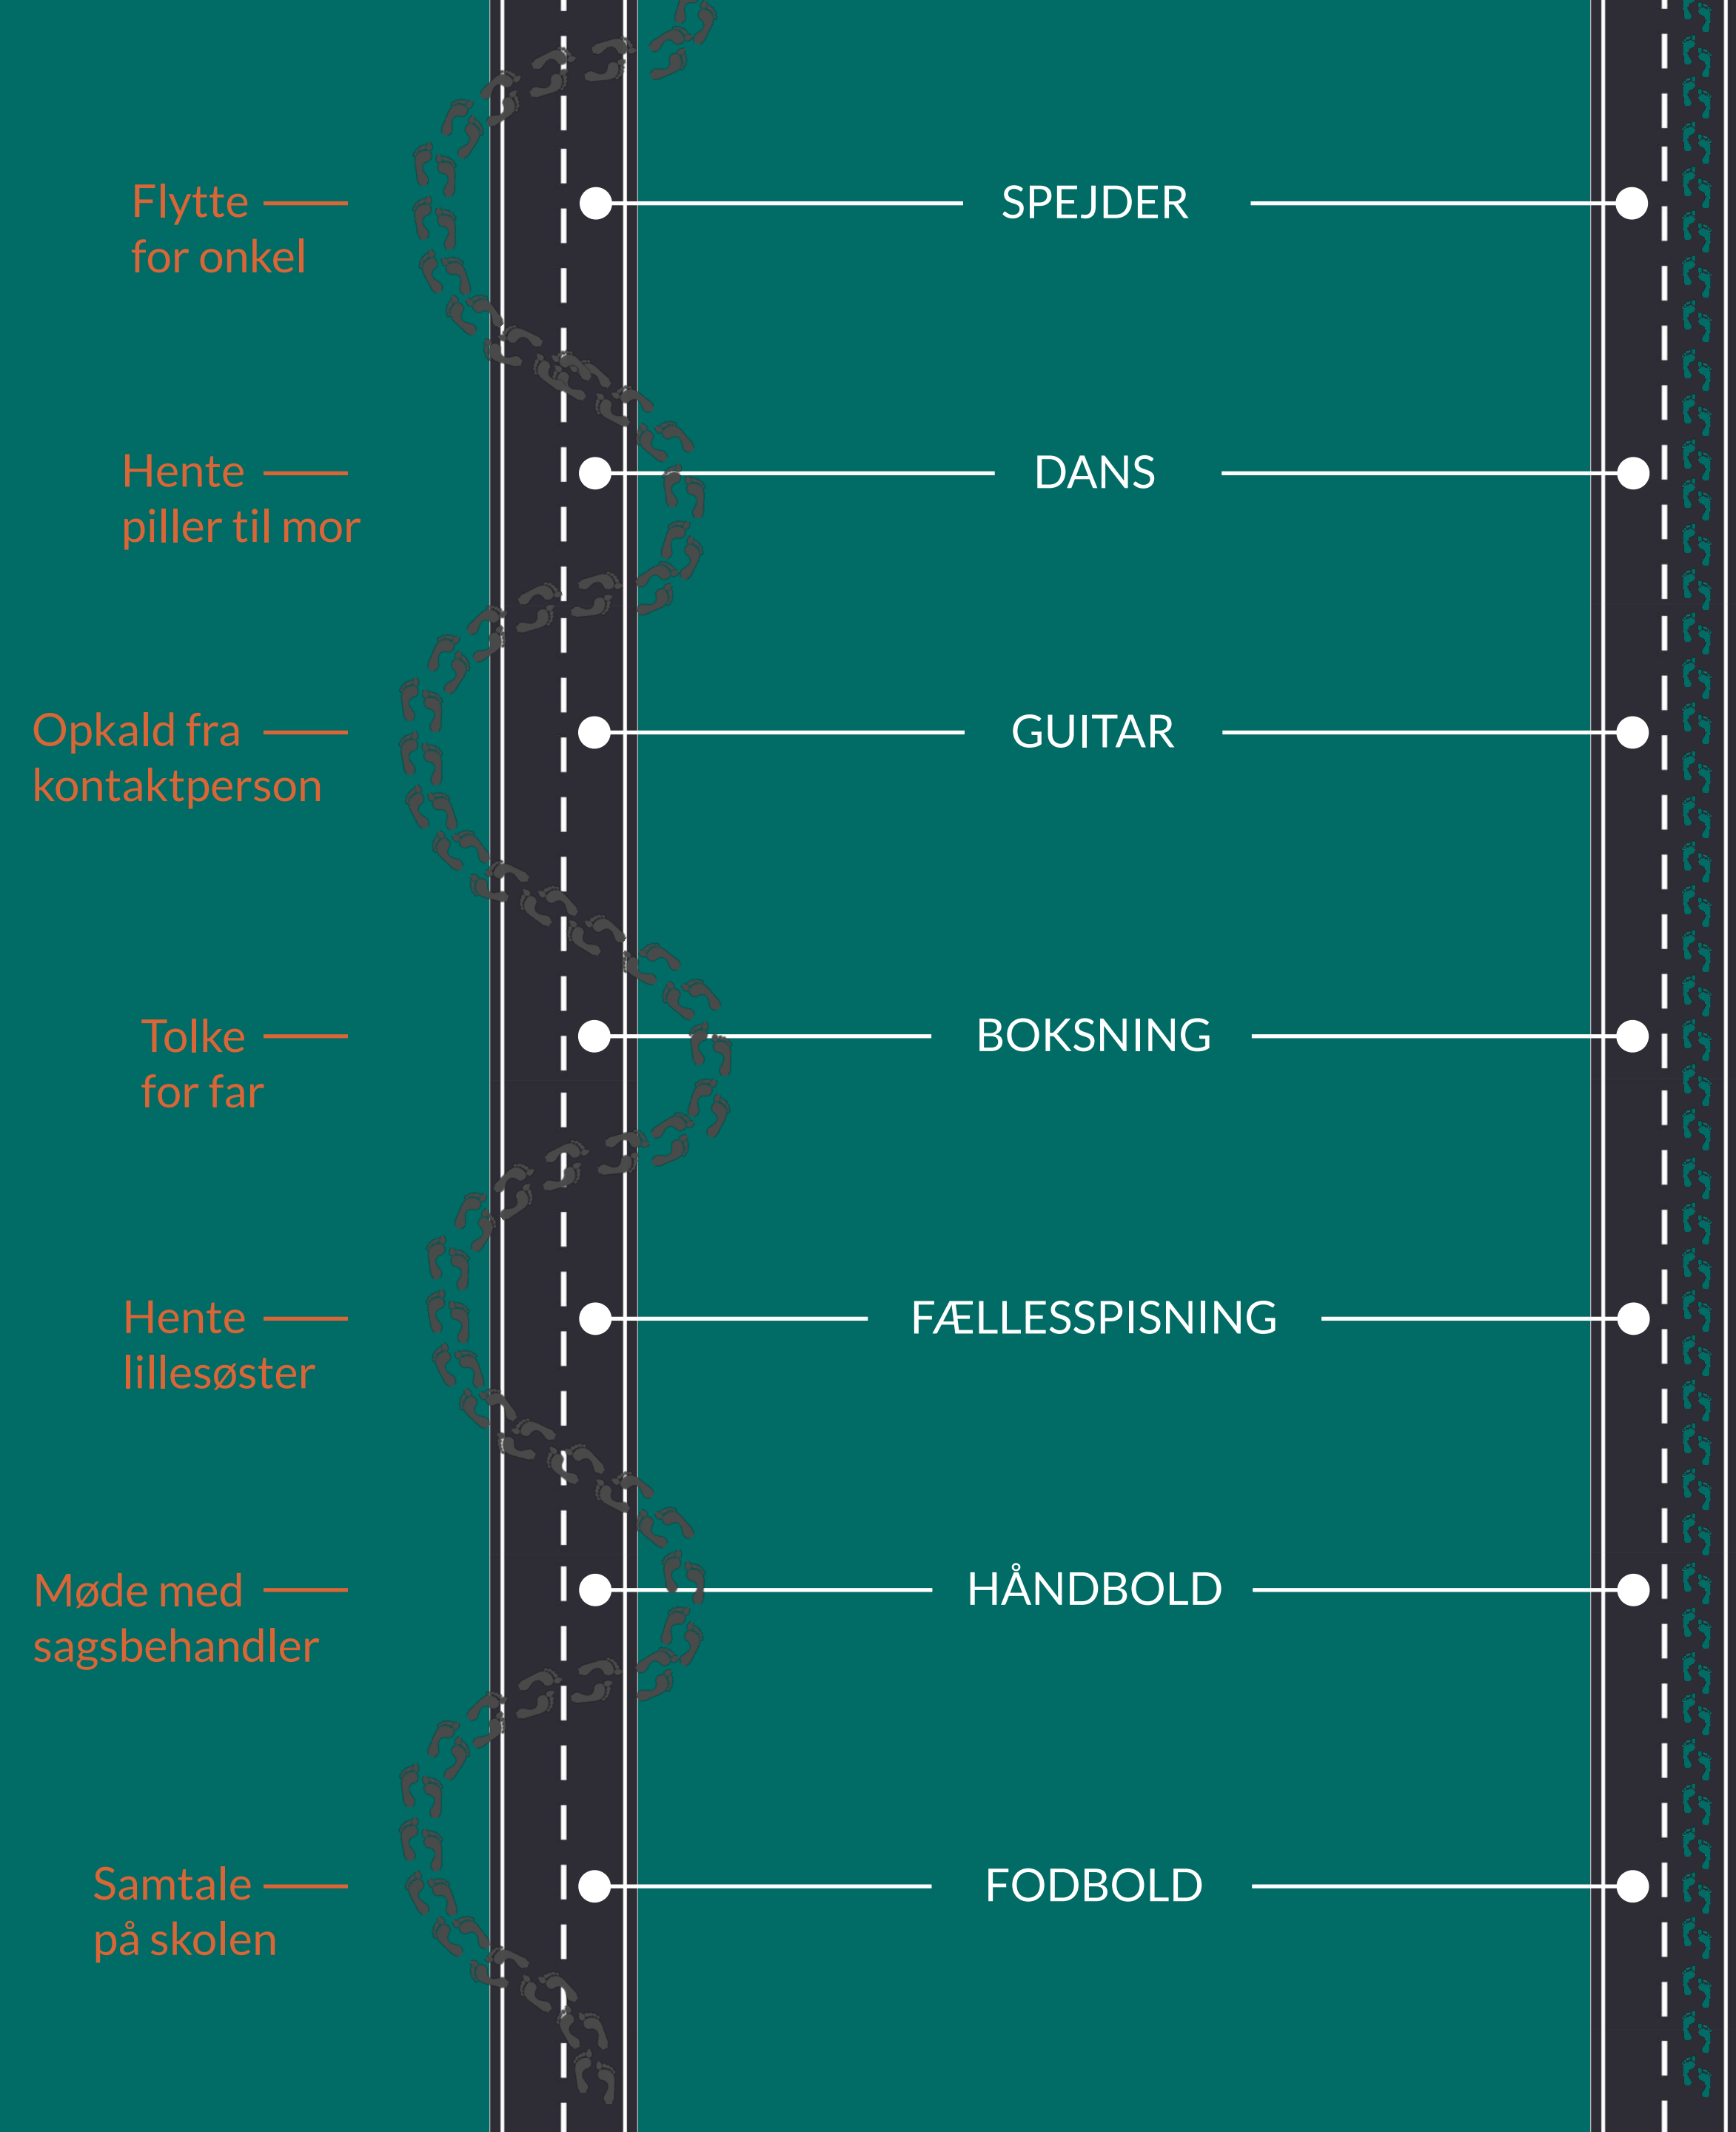 Flytte
for onkel
SPEJDER
Hente
piller til mor
DANS
Opkald fra
kontaktperson
GUITAR
Tolke
for far
BOKSNING
Hente
lillesøster
FÆLLESSPISNING
Møde med
sagsbehandler
HÅNDBOLD
Samtale
på skolen
FODBOLD